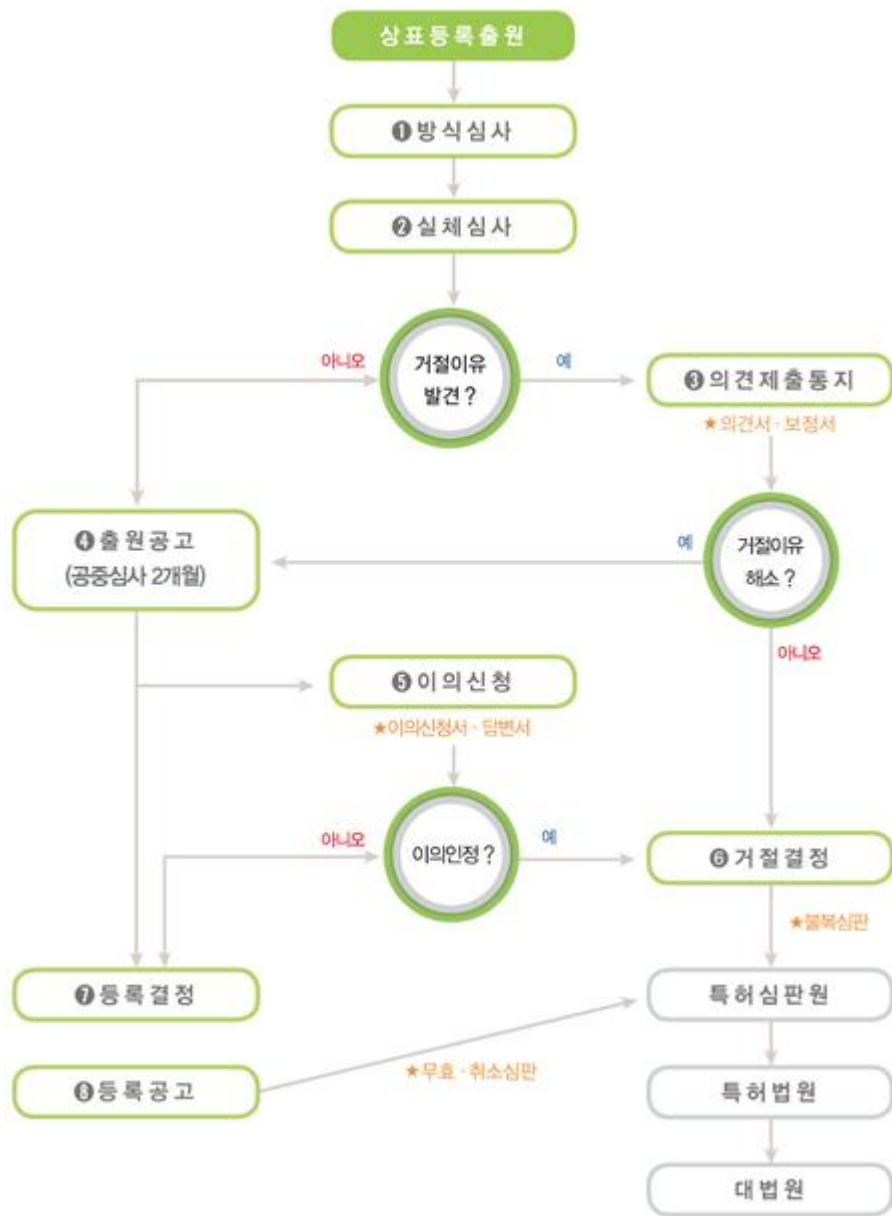 상표등록출원
❶방식심사
❷실체심사
아니오
거절이유
발견?
예
❸의견제출통지
★의견서·보정서
❹출원공고
(공중심사 2개월)
예
거절이유
해소?
아니오
❺이의신청
★이의신청서·답변서
아니오
이의인정?
예
❻거절결정
★불복심판
❼등록결정
특허심판원
❽등록공고
★무효·취소심판
특허법원
대법원